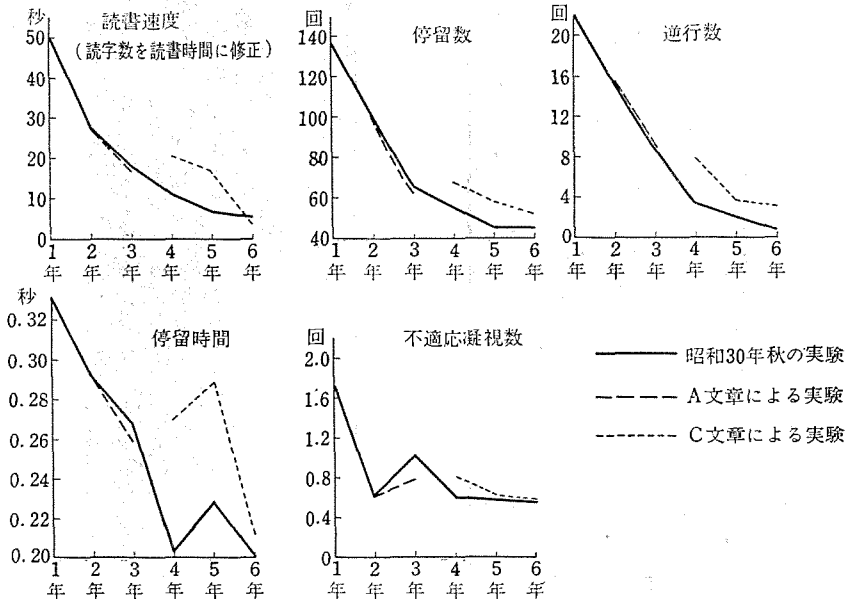 秒
読書速度
(読字数を読書時間に修正)
50
40
30
20
10
0
1年 2年 3年 4年 5年 6年
回
停留数
140
120
100
80
60
40
1年 2年 3年 4年 5年 6年
回
逆行数
20
16
12
8
4
0
1年 2年 3年 4年 5年 6年
秒
停留時間
0.32
0.30
0.28
0.26
0.24
0.22
0.20
1年 2年 3年 4年 5年 6年
回
不適応凝視数
2.0
1.6
1.2
0.8
0.4
0
1年 2年 3年 4年 5年 6年
昭和30年秋の実験
A文章による実験
C文章による実験